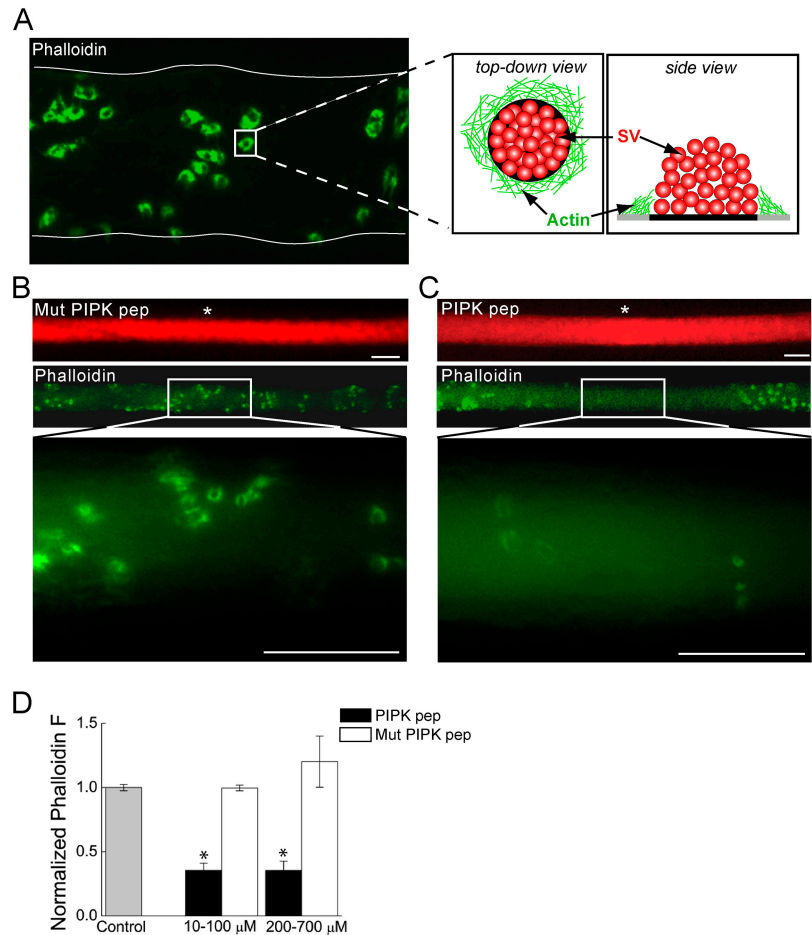 A
Phalloidin
top-down view
side view
SV
Actin
B
Mut PIPK pep
*
Phalloidin
C
PIPK pep
*
Phalloidin
D
Normalized Phalloidin F
1.5
1.0
0.5
0.0
PIPK pep
Mut PIPK pep
*
*
Control
10-100 μM
200-700 μM